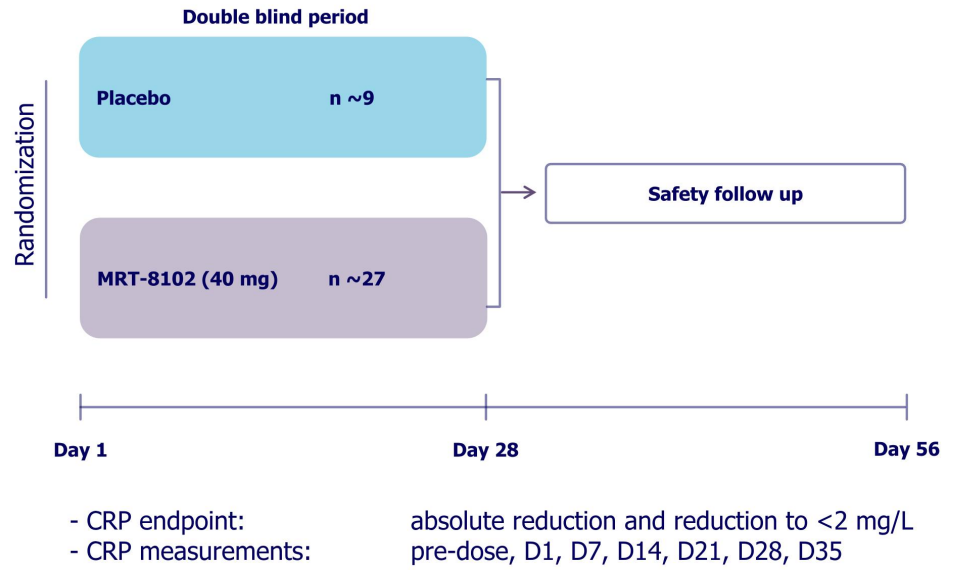 Double blind period
Randomization
Placebo n ~9
MRT-8102 (40 mg) n ~27
Safety follow up
Day 1 Day 28 Day 56
- CRP endpoint: absolute reduction and reduction to <2 mg/L
- CRP measurements: pre-dose, D1, D7, D14, D21, D28, D35